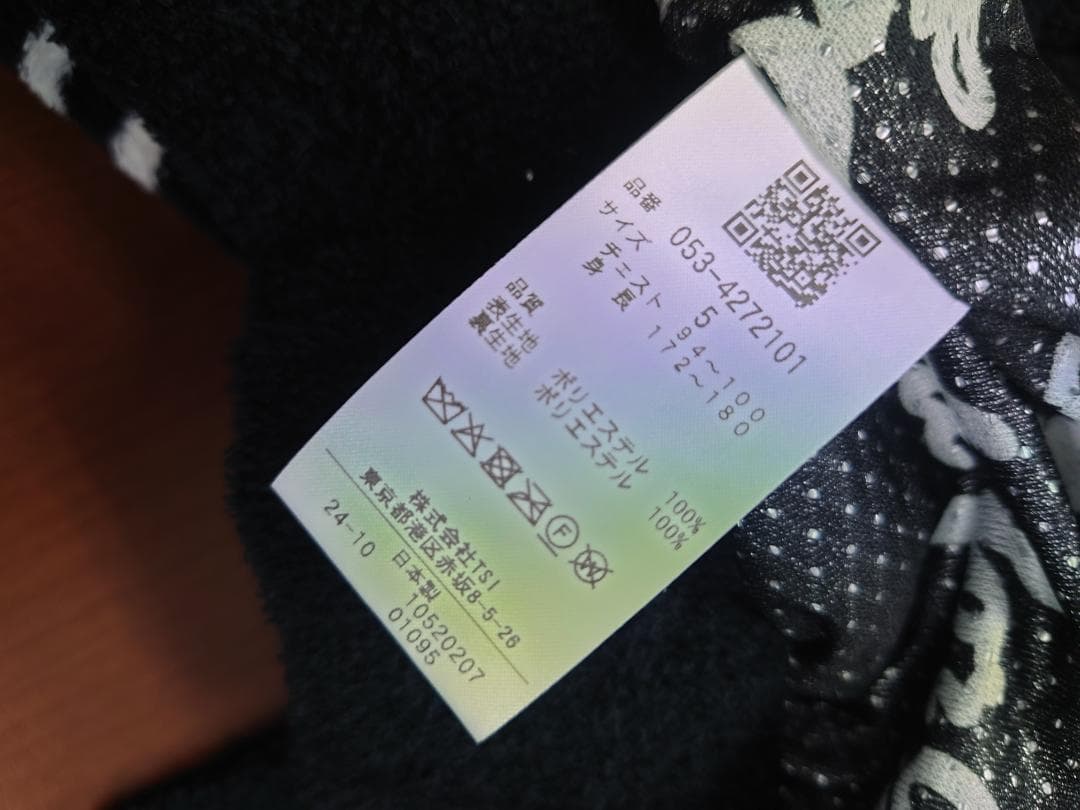 品番 053-4272101
サイズ 5
チェスト 94～100
身長 172～180
品質
表生地 ポリエステル 100%
裏生地 ポリエステル 100%
F
W
株式会社TSI
東京都港区赤坂8-5-26
24-10 日本製 10520207
01095